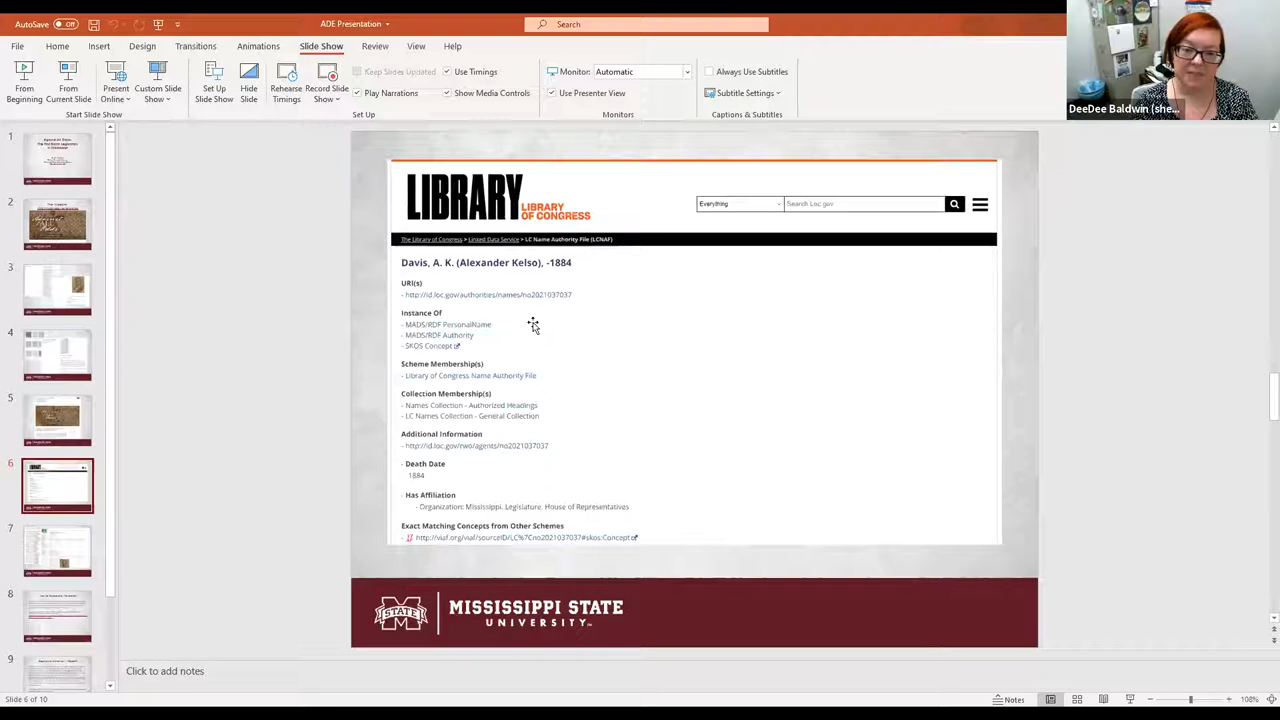 AutoSave Off
ADE Presentation
Search
File Home Insert Design Transitions Animations Slide Show Review View Help
From Beginning
From Current Slide
Present Online
Custom Slide Show
Set Up Slide Show
Hide Slide
Rehearse Timings
Record Slide Show
Keep Slides Updated
Use Timings
Play Narrations
Show Media Controls
Monitor: Automatic
Use Presenter View
Always Use Subtitles
Subtitle Settings
Start Slide Show
Set Up
Monitors
Captions & Subtitles
DeeDee Baldwin (she...
1
4
6
7
8
9
LIBRARY
LIBRARY OF CONGRESS
Everything
Search Loc.gov
The Library of Congress > Linked Data Service > LC Name Authority File (LCNAF)
Davis, A. K. (Alexander Kelso), -1884
URI(s)
- http://id.loc.gov/authorities/names/no2021037037
Instance Of
- MADS/RDF PersonalName
- MADS/RDF Authority
- SKOS Concept
Scheme Membership(s)
- Library of Congress Name Authority File
Collection Membership(s)
- Names Collection - Authorized Headings
- LC Names Collection - General Collection
Additional Information
- http://id.loc.gov/rwo/agents/no2021037037
- Death Date
1884
- Has Affiliation
- Organization: Mississippi. Legislature. House of Representatives
Exact Matching Concepts from Other Schemes
- http://viaf.org/viaf/sourceID/LC%7Cno2021037037#skos:Concept
STATE
MISSISSIPPI STATE
UNIVERSITY™
Click to add notes
Slide 6 of 10
Notes
108%